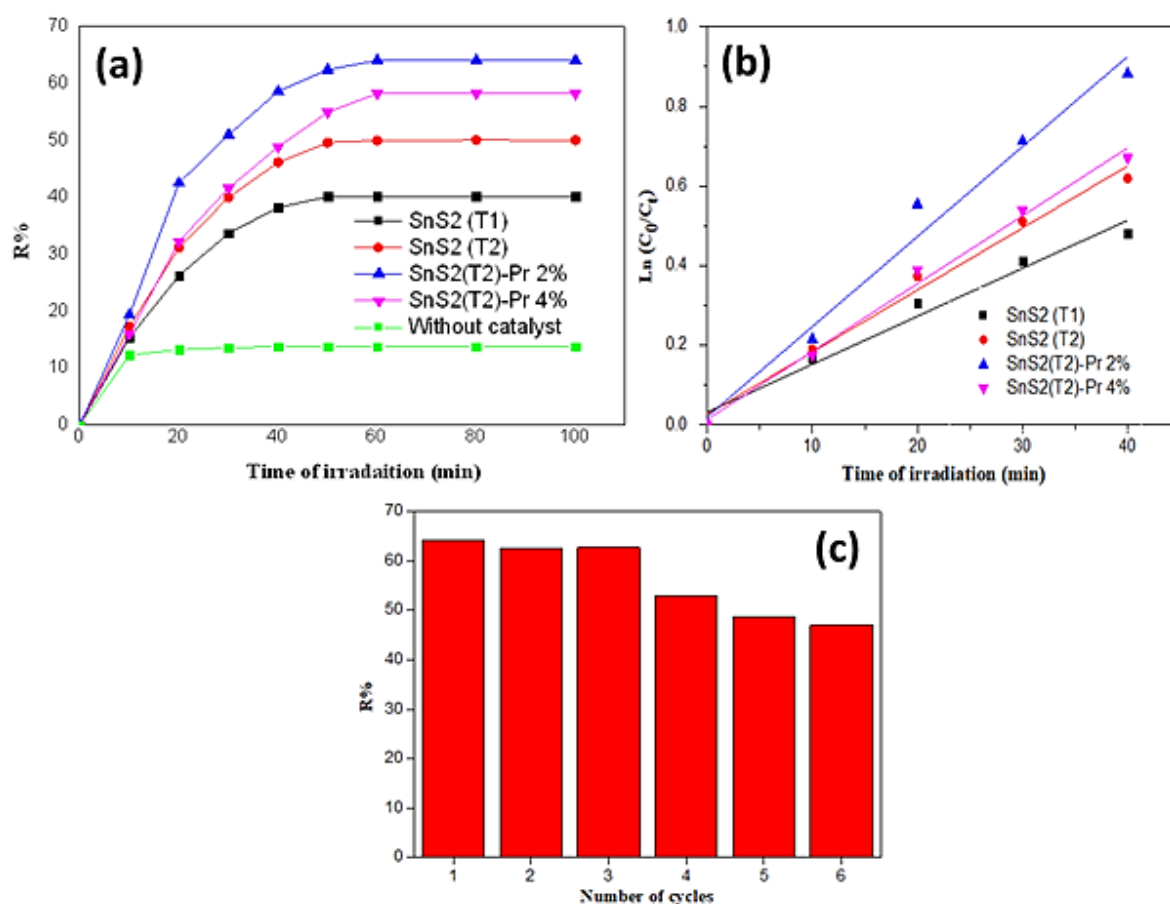 (a)
70
60
50
40
30
20
10
0
R%
SnS2 (T1)
SnS2 (T2)
SnS2(T2)-Pr 2%
SnS2(T2)-Pr 4%
Without catalyst
0 20 40 60 80 100
Time of irradaition (min)
(b)
1.0
0.8
0.6
0.4
0.2
0.0
Ln (C0/Ct)
SnS2 (T1)
SnS2 (T2)
SnS2(T2)-Pr 2%
SnS2(T2)-Pr 4%
0 10 20 30 40
Time of irradiation (min)
(c)
70
60
50
40
30
20
10
0
R%
1 2 3 4 5 6
Number of cycles